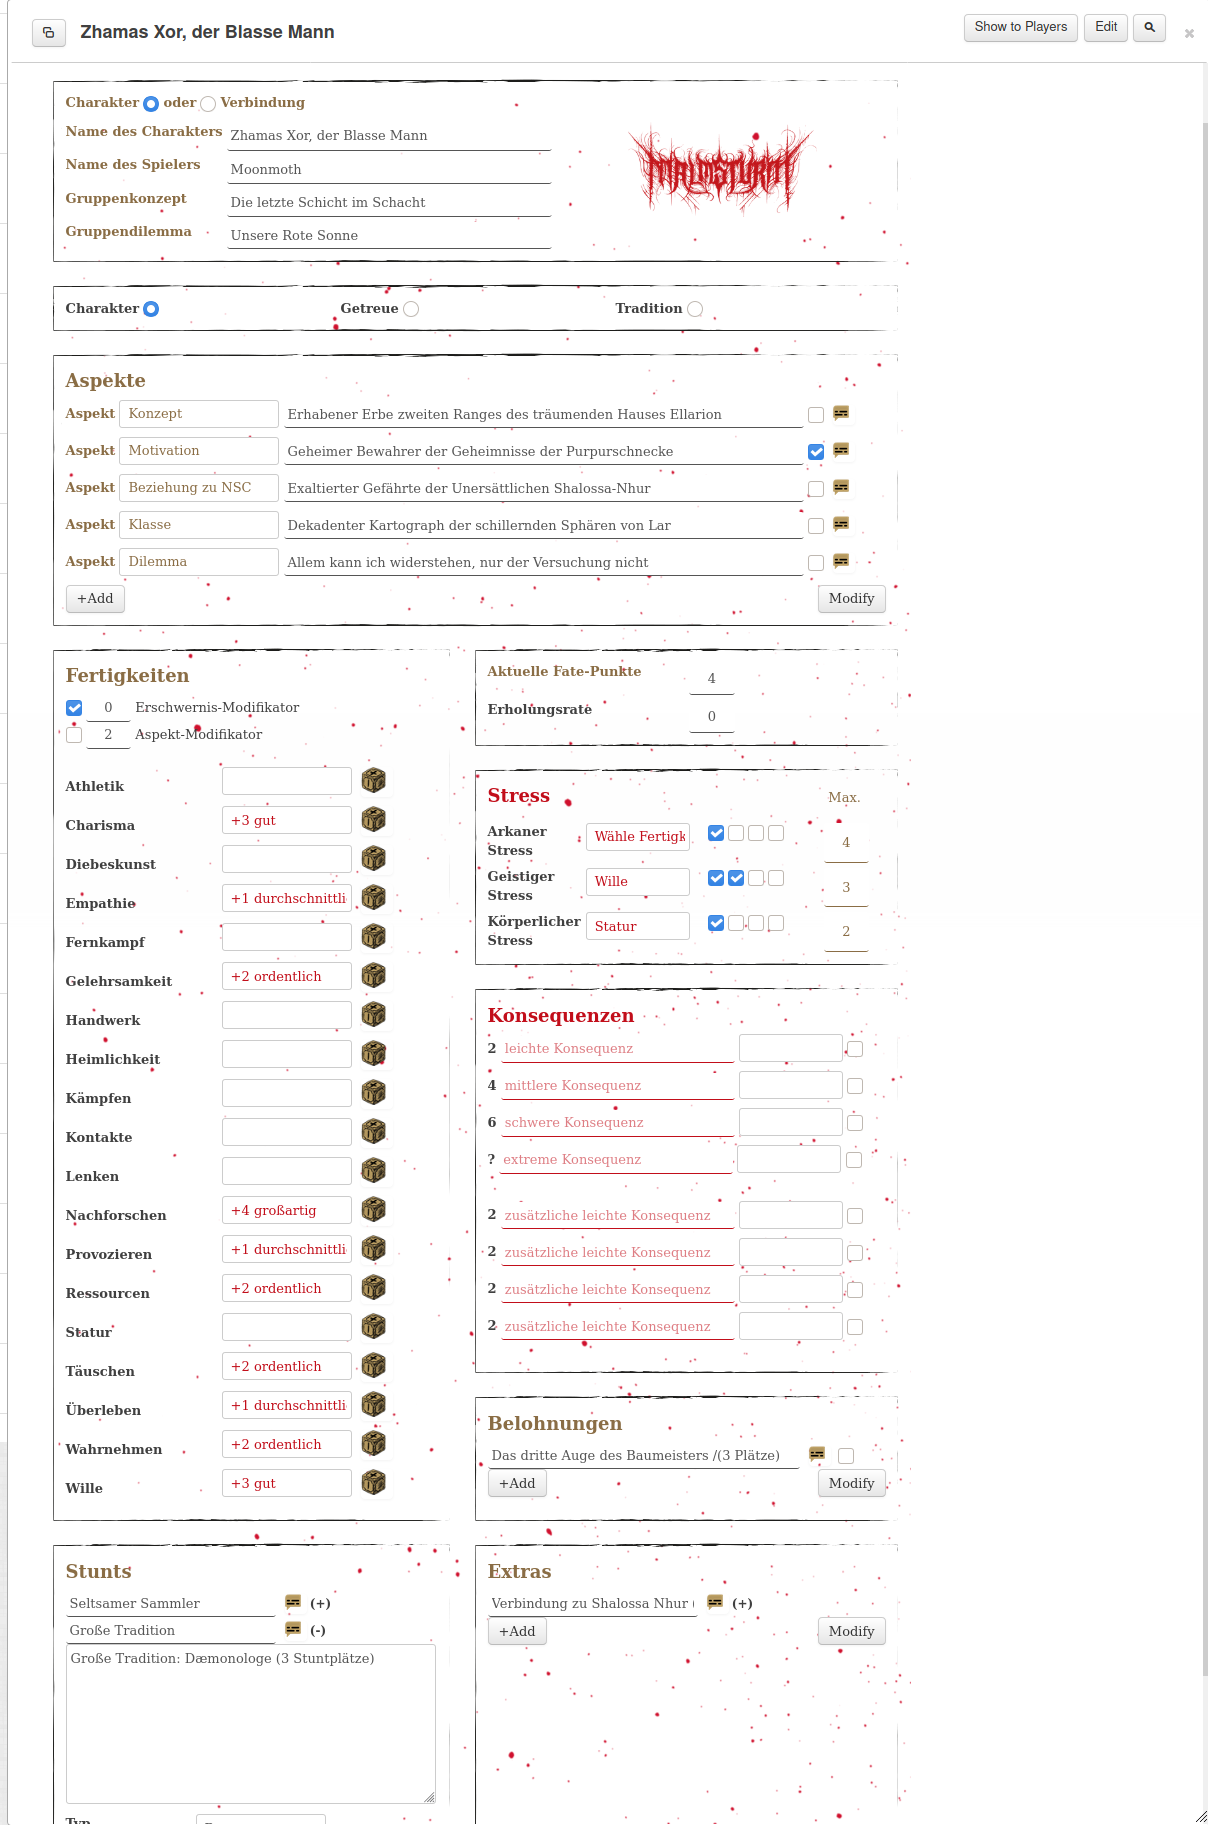 Zhamas Xor, der Blasse Mann
Show to Players
Edit
×
Charakter oder Verbindung
Name des Charakters Zhamas Xor, der Blasse Mann
Name des Spielers Moonmoth
Gruppenkonzept Die letzte Schicht im Schacht
Gruppendilemma Unsere Rote Sonne
MALMSTURM
Charakter Getreue Tradition
Aspekte
Aspekt Konzept Erhabener Erbe zweiten Ranges des träumenden Hauses Ellarion
Aspekt Motivation Geheimer Bewahrer der Geheimnisse der Purpurschnecke
Aspekt Beziehung zu NSC Exaltierter Gefährte der Unersättlichen Shalossa-Nhur
Aspekt Klasse Dekadenter Kartograph der schillernden Sphären von Lar
Aspekt Dilemma Allem kann ich widerstehen, nur der Versuchung nicht
+Add Modify
Fertigkeiten
0 Erschwernis-Modifikator
2 Aspekt-Modifikator
Athletik
Charisma +3 gut
Diebeskunst
Empathie +1 durchschnittli
Fernkampf
Gelehrsamkeit +2 ordentlich
Handwerk
Heimlichkeit
Kämpfen
Kontakte
Lenken
Nachforschen +4 großartig
Provozieren +1 durchschnittli
Ressourcen +2 ordentlich
Statur
Täuschen +2 ordentlich
Überleben +1 durchschnittli
Wahrnehmen +2 ordentlich
Wille +3 gut
Aktuelle Fate-Punkte 4
Erholungsrate 0
Stress Max.
Arkaner Stress Wähle Fertigk 4
Geistiger Stress Wille 3
Körperlicher Stress Statur 2
Konsequenzen
2 leichte Konsequenz
4 mittlere Konsequenz
6 schwere Konsequenz
? extreme Konsequenz
2 zusätzliche leichte Konsequenz
2 zusätzliche leichte Konsequenz
2 zusätzliche leichte Konsequenz
2 zusätzliche leichte Konsequenz
Belohnungen
Das dritte Auge des Baumeisters /(3 Plätze)
+Add Modify
Stunts
Seltsamer Sammler (+)
Große Tradition (-)
Große Tradition: Dæmonologe (3 Stuntplätze)
Typ
Extras
Verbindung zu Shalossa Nhur ( (+)
+Add Modify